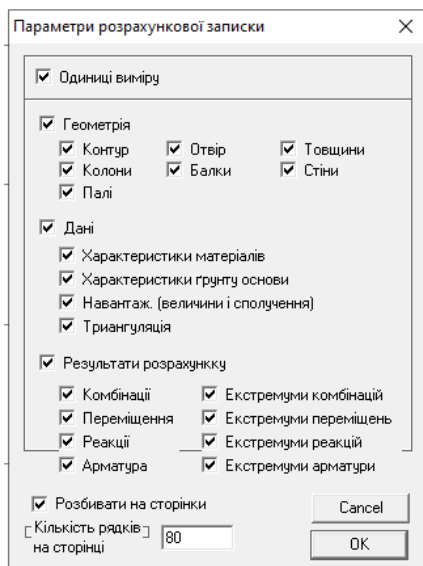 Параметри розрахункової записки
Одиниці виміру
Геометрія
Контур Отвір Товщини
Колони Балки Стіни
Палі
Дані
Характеристики матеріалів
Характеристики ґрунту основи
Навантаж. (величини і сполучення)
Триангуляція
Результати розрахункку
Комбінації Екстремуми комбінацій
Переміщення Екстремуми переміщень
Реакції Екстремуми реакцій
Арматура Екстремуми арматури
Розбивати на сторінки Cancel
Кількість рядків
на сторінці 80 OK